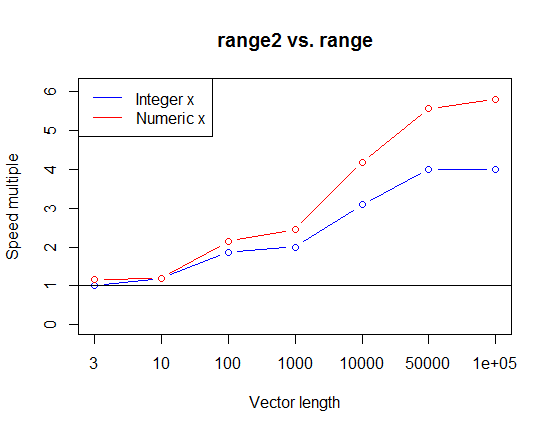 range2 vs. range
Integer x
Numeric x
6
5
4
3
2
1
0
Speed multiple
3 10 100 1000 10000 50000 1e+05
Vector length